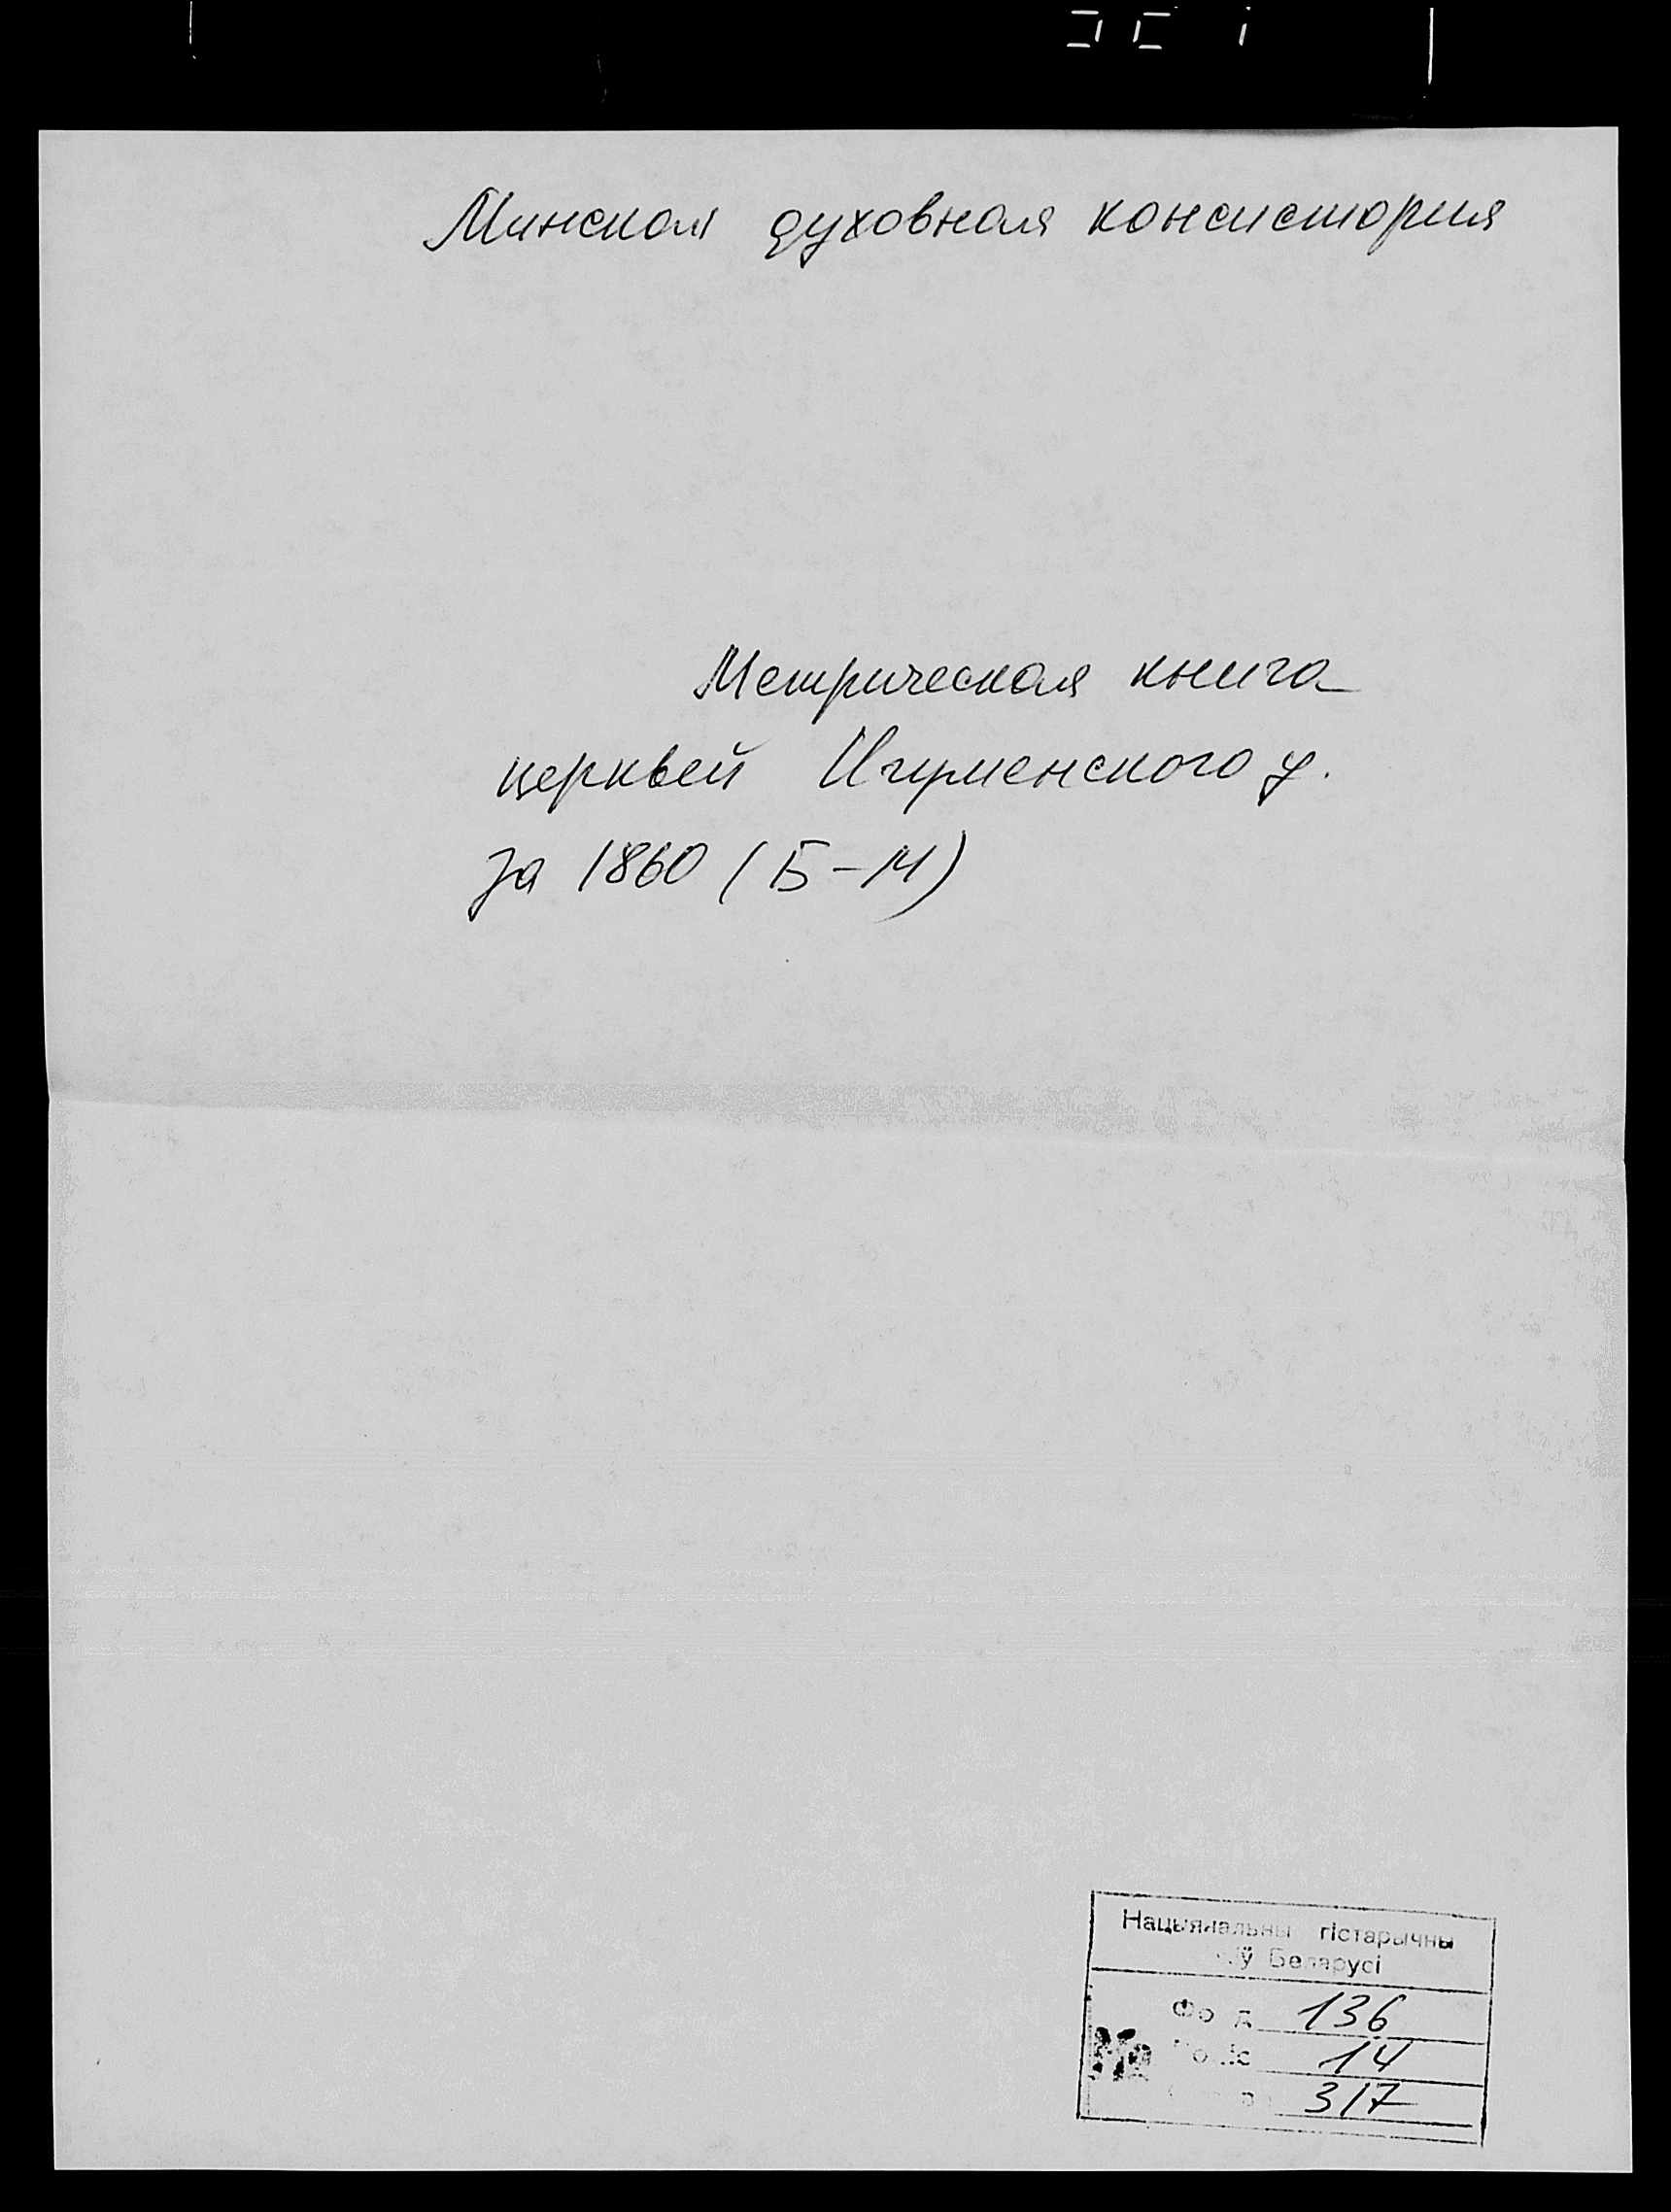 Минская духовная консистория
Метрическая книга
церквей Игуменского у.
за 1860 (Б-М)
Нацыянальны гістарычны
Беларусі
136
14
317